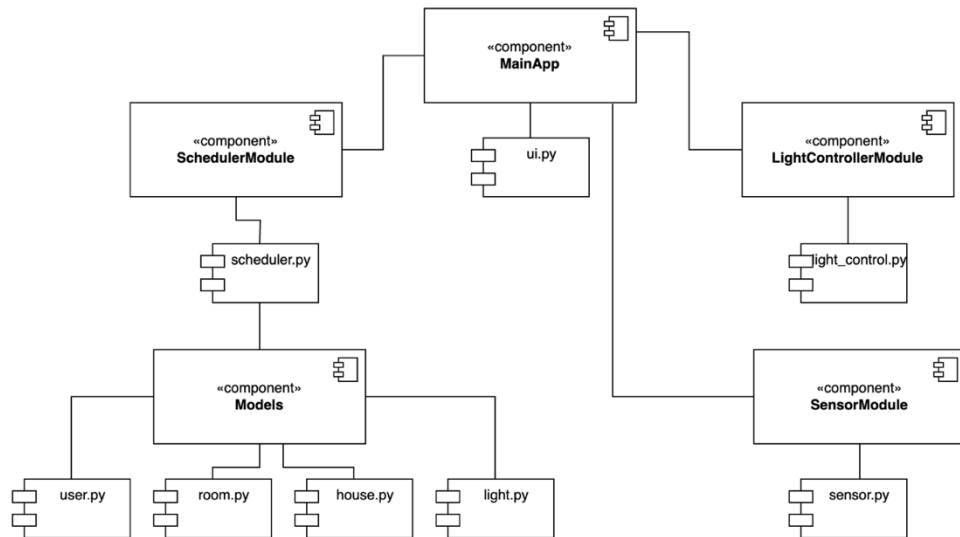 «component»
MainApp
«component»
SchedulerModule
ui.py
«component»
LightControllerModule
scheduler.py
light_control.py
«component»
Models
«component»
SensorModule
user.py
room.py
house.py
light.py
sensor.py